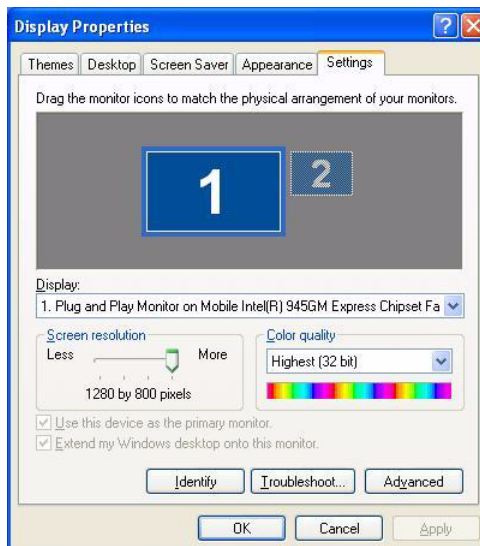 Display Properties
Themes Desktop Screen Saver Appearance Settings
Drag the monitor icons to match the physical arrangement of your monitors.
1 2
Display:
1. Plug and Play Monitor on Mobile Intel(R) 945GM Express Chipset Fa
Screen resolution Color quality
Less More Highest (32 bit)
1280 by 800 pixels
Use this device as the primary monitor.
Extend my Windows desktop onto this monitor.
Identify Troubleshoot... Advanced
OK Cancel Apply